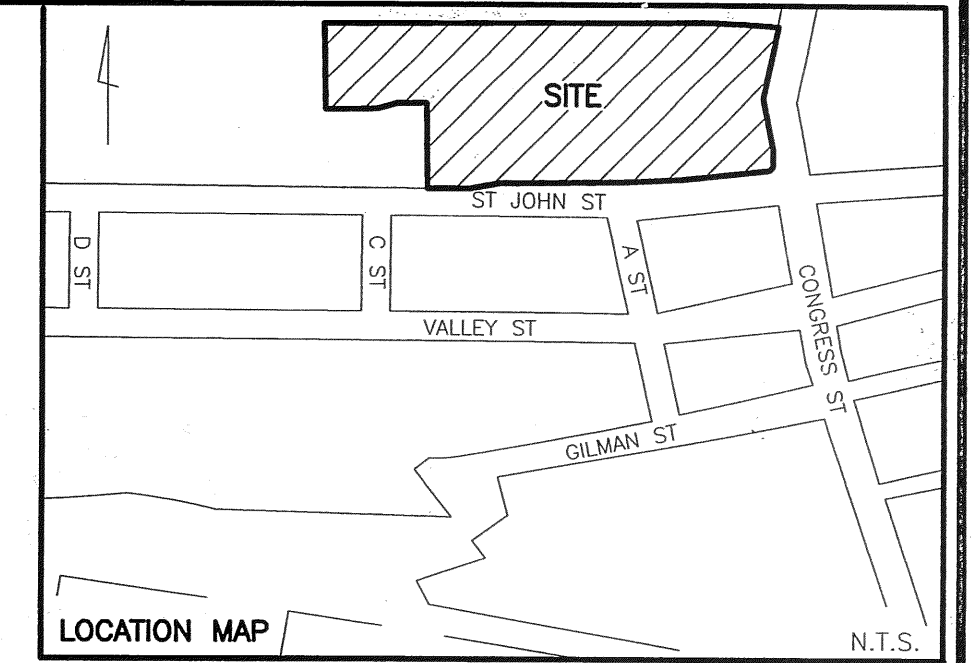 SITE
ST JOHN ST
D ST
C ST
A ST
CONGRESS ST
VALLEY ST
GILMAN ST
LOCATION MAP
N.T.S.